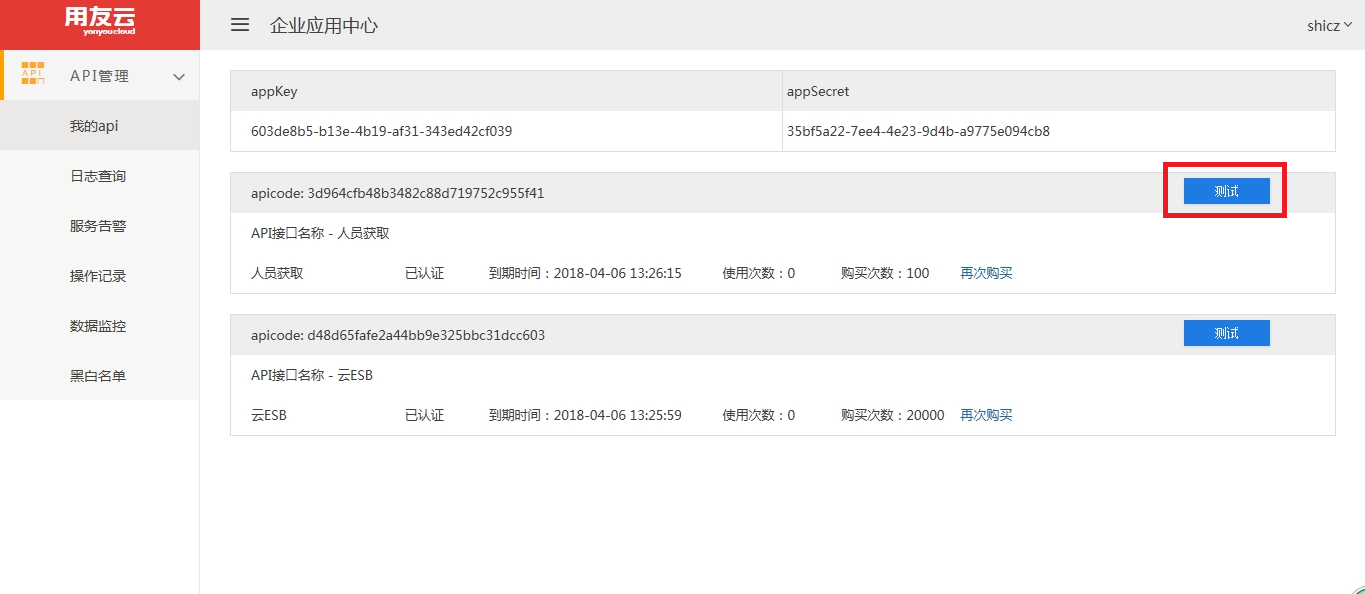 用友云
yonyoucloud
企业应用中心
shicz
API
API管理
我的api
日志查询
服务告警
操作记录
数据监控
黑白名单
appKey appSecret
603de8b5-b13e-4b19-af31-343ed42cf039 35bf5a22-7ee4-4e23-9d4b-a9775e094cb8
apicode: 3d964cfb48b3482c88d719752c955f41 测试
API接口名称 - 人员获取
人员获取 已认证 到期时间：2018-04-06 13:26:15 使用次数：0 购买次数：100 再次购买
apicode: d48d65fafe2a44bb9e325bbc31dcc603 测试
API接口名称 - 云ESB
云ESB 已认证 到期时间：2018-04-06 13:25:59 使用次数：0 购买次数：20000 再次购买